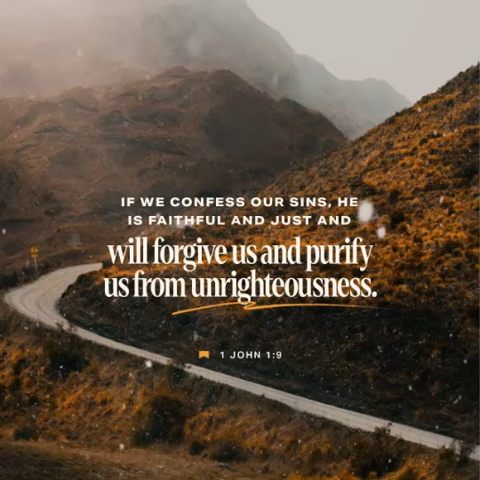 IF WE CONFESS OUR SINS, HE
IS FAITHFUL AND JUST AND
will forgive us and purify
us from unrighteousness.
1 JOHN 1:9